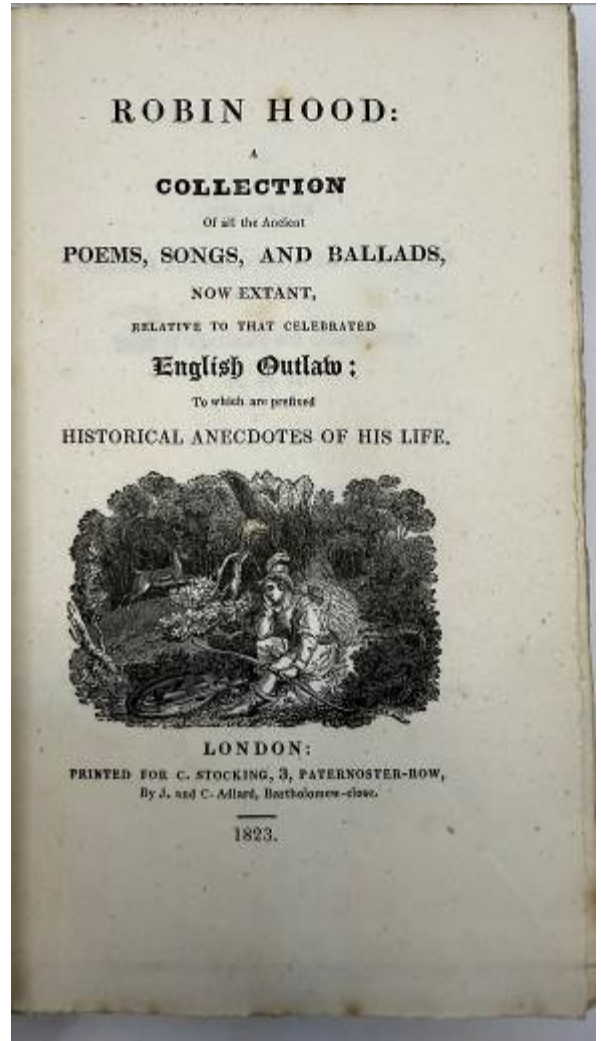 ROBIN HOOD:
A
COLLECTION
Of all the Ancient
POEMS, SONGS, AND BALLADS,
NOW EXTANT,
RELATIVE TO THAT CELEBRATED
English Outlaw;
To which are prefixed
HISTORICAL ANECDOTES OF HIS LIFE.
LONDON:
PRINTED FOR C. STOCKING, 3, PATERNOSTER-ROW,
By J. and C. Adlard, Bartholomew-close.
1823.